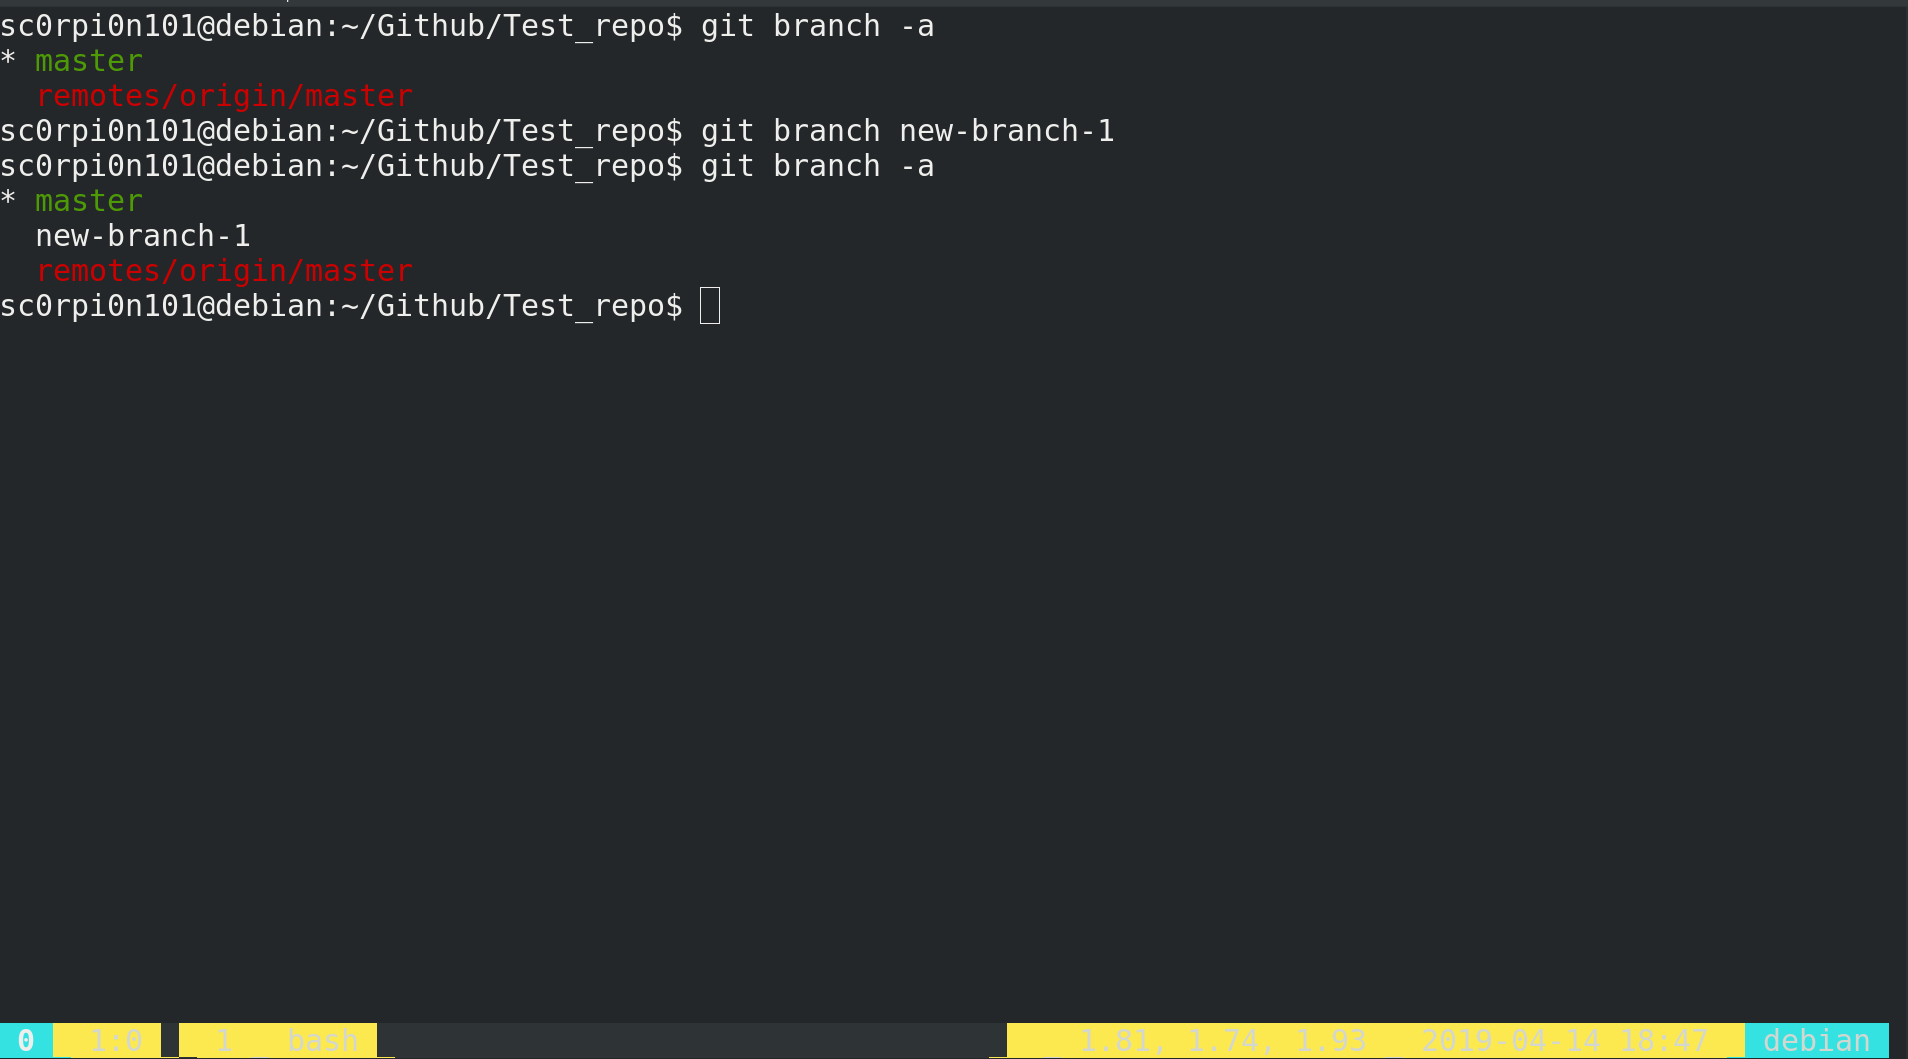 sc0rpi0n101@debian:~/Github/Test_repo$ git branch -a
* master
  remotes/origin/master
sc0rpi0n101@debian:~/Github/Test_repo$ git branch new-branch-1
sc0rpi0n101@debian:~/Github/Test_repo$ git branch -a
* master
  new-branch-1
  remotes/origin/master
sc0rpi0n101@debian:~/Github/Test_repo$
0 1:0 1 bash 1.81, 1.74, 1.93 2019-04-14 18:47 debian